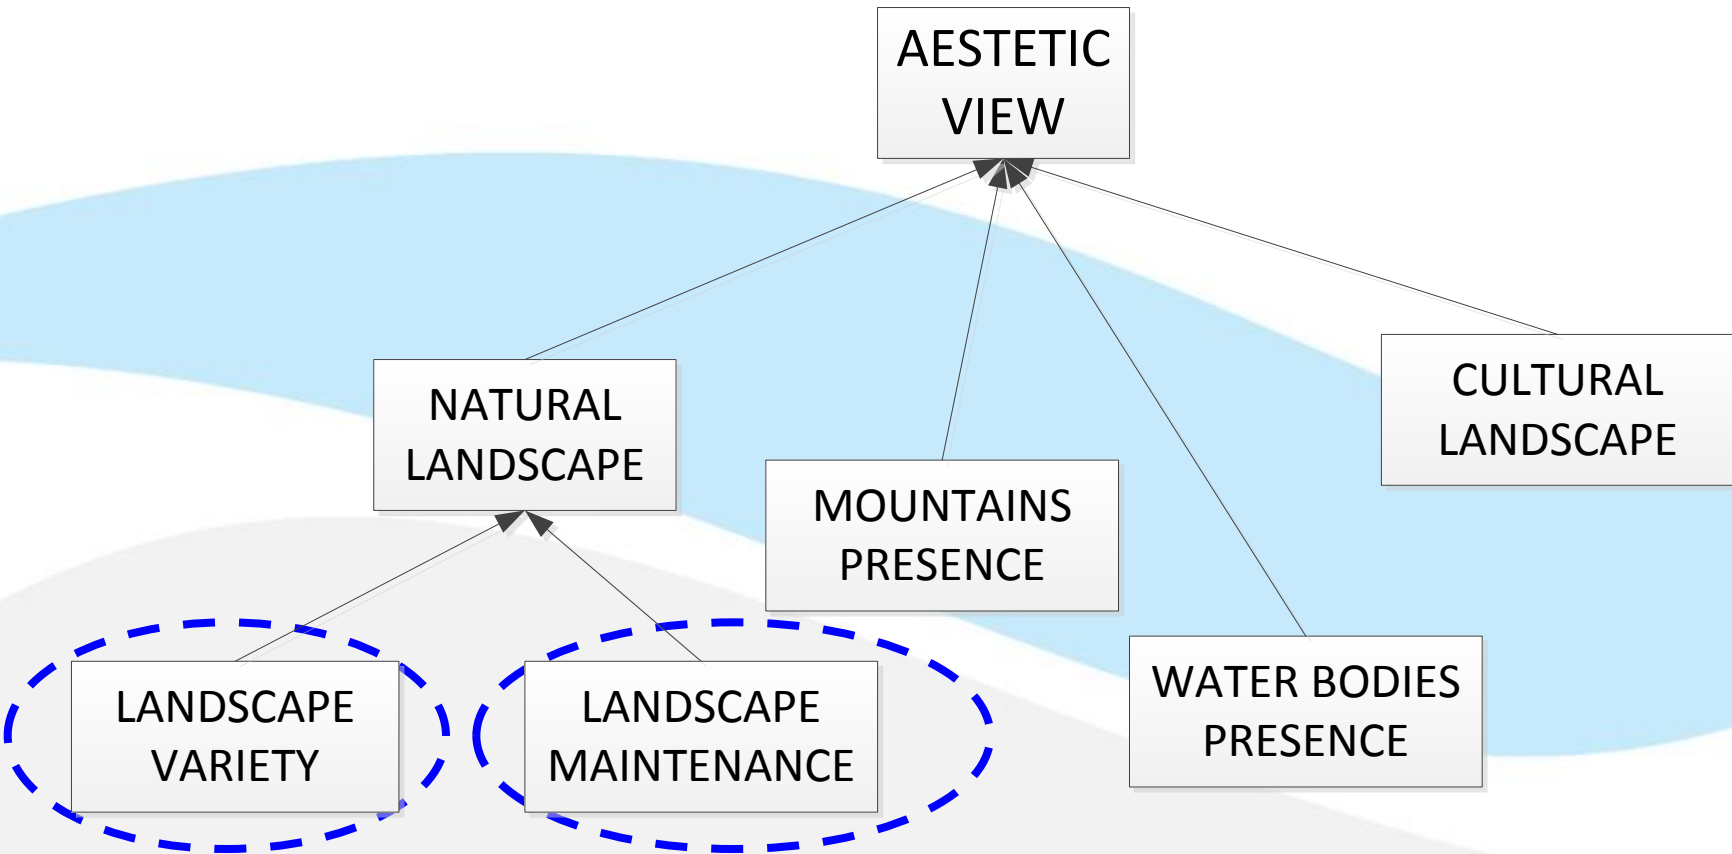 AESTETIC
VIEW
NATURAL
LANDSCAPE
CULTURAL
LANDSCAPE
MOUNTAINS
PRESENCE
LANDSCAPE
VARIETY
LANDSCAPE
MAINTENANCE
WATER BODIES
PRESENCE